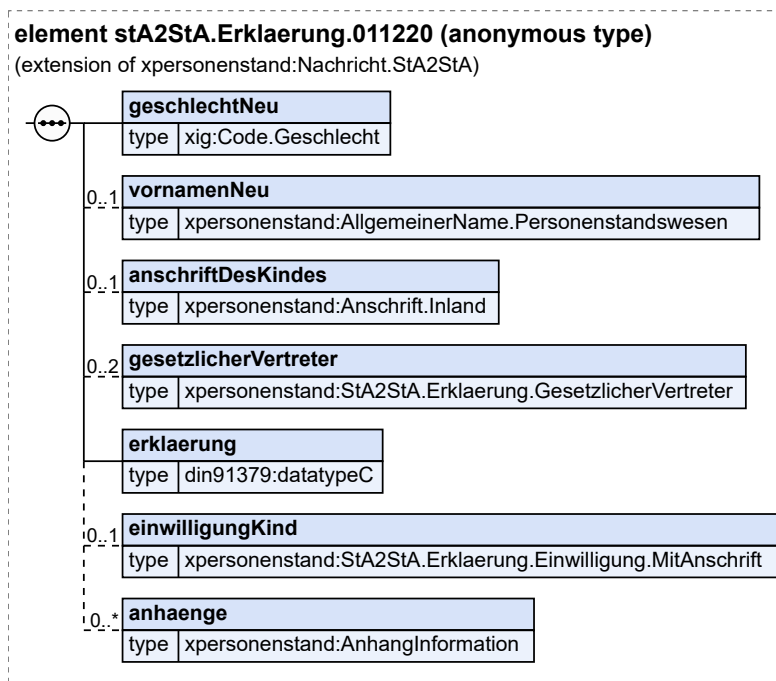 element stA2StA.Erklaerung.011220 (anonymous type)
(extension of xpersonenstand:Nachricht.StA2StA)
geschlechtNeu
type xig:Code.Geschlecht
0..1 vornamenNeu
type xpersonenstand:AllgemeinerName.Personenstandswesen
0..1 anschriftDesKindes
type xpersonenstand:Anschrift.Inland
0..2 gesetzlicherVertreter
type xpersonenstand:StA2StA.Erklaerung.GesetzlicherVertreter
erklaerung
type din91379:datatypeC
0..1 einwilligungKind
type xpersonenstand:StA2StA.Erklaerung.Einwilligung.MitAnschrift
0..* anhaenge
type xpersonenstand:AnhangInformation